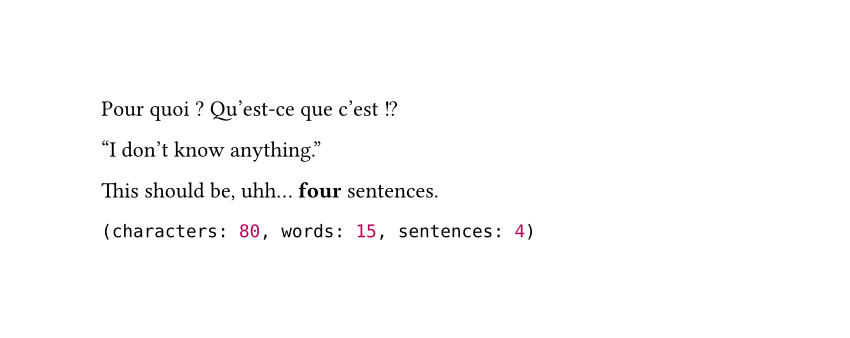 Pour quoi ? Qu’est-ce que c’est !?
“I don’t know anything.”
This should be, uhh… four sentences.
(characters: 80, words: 15, sentences: 4)